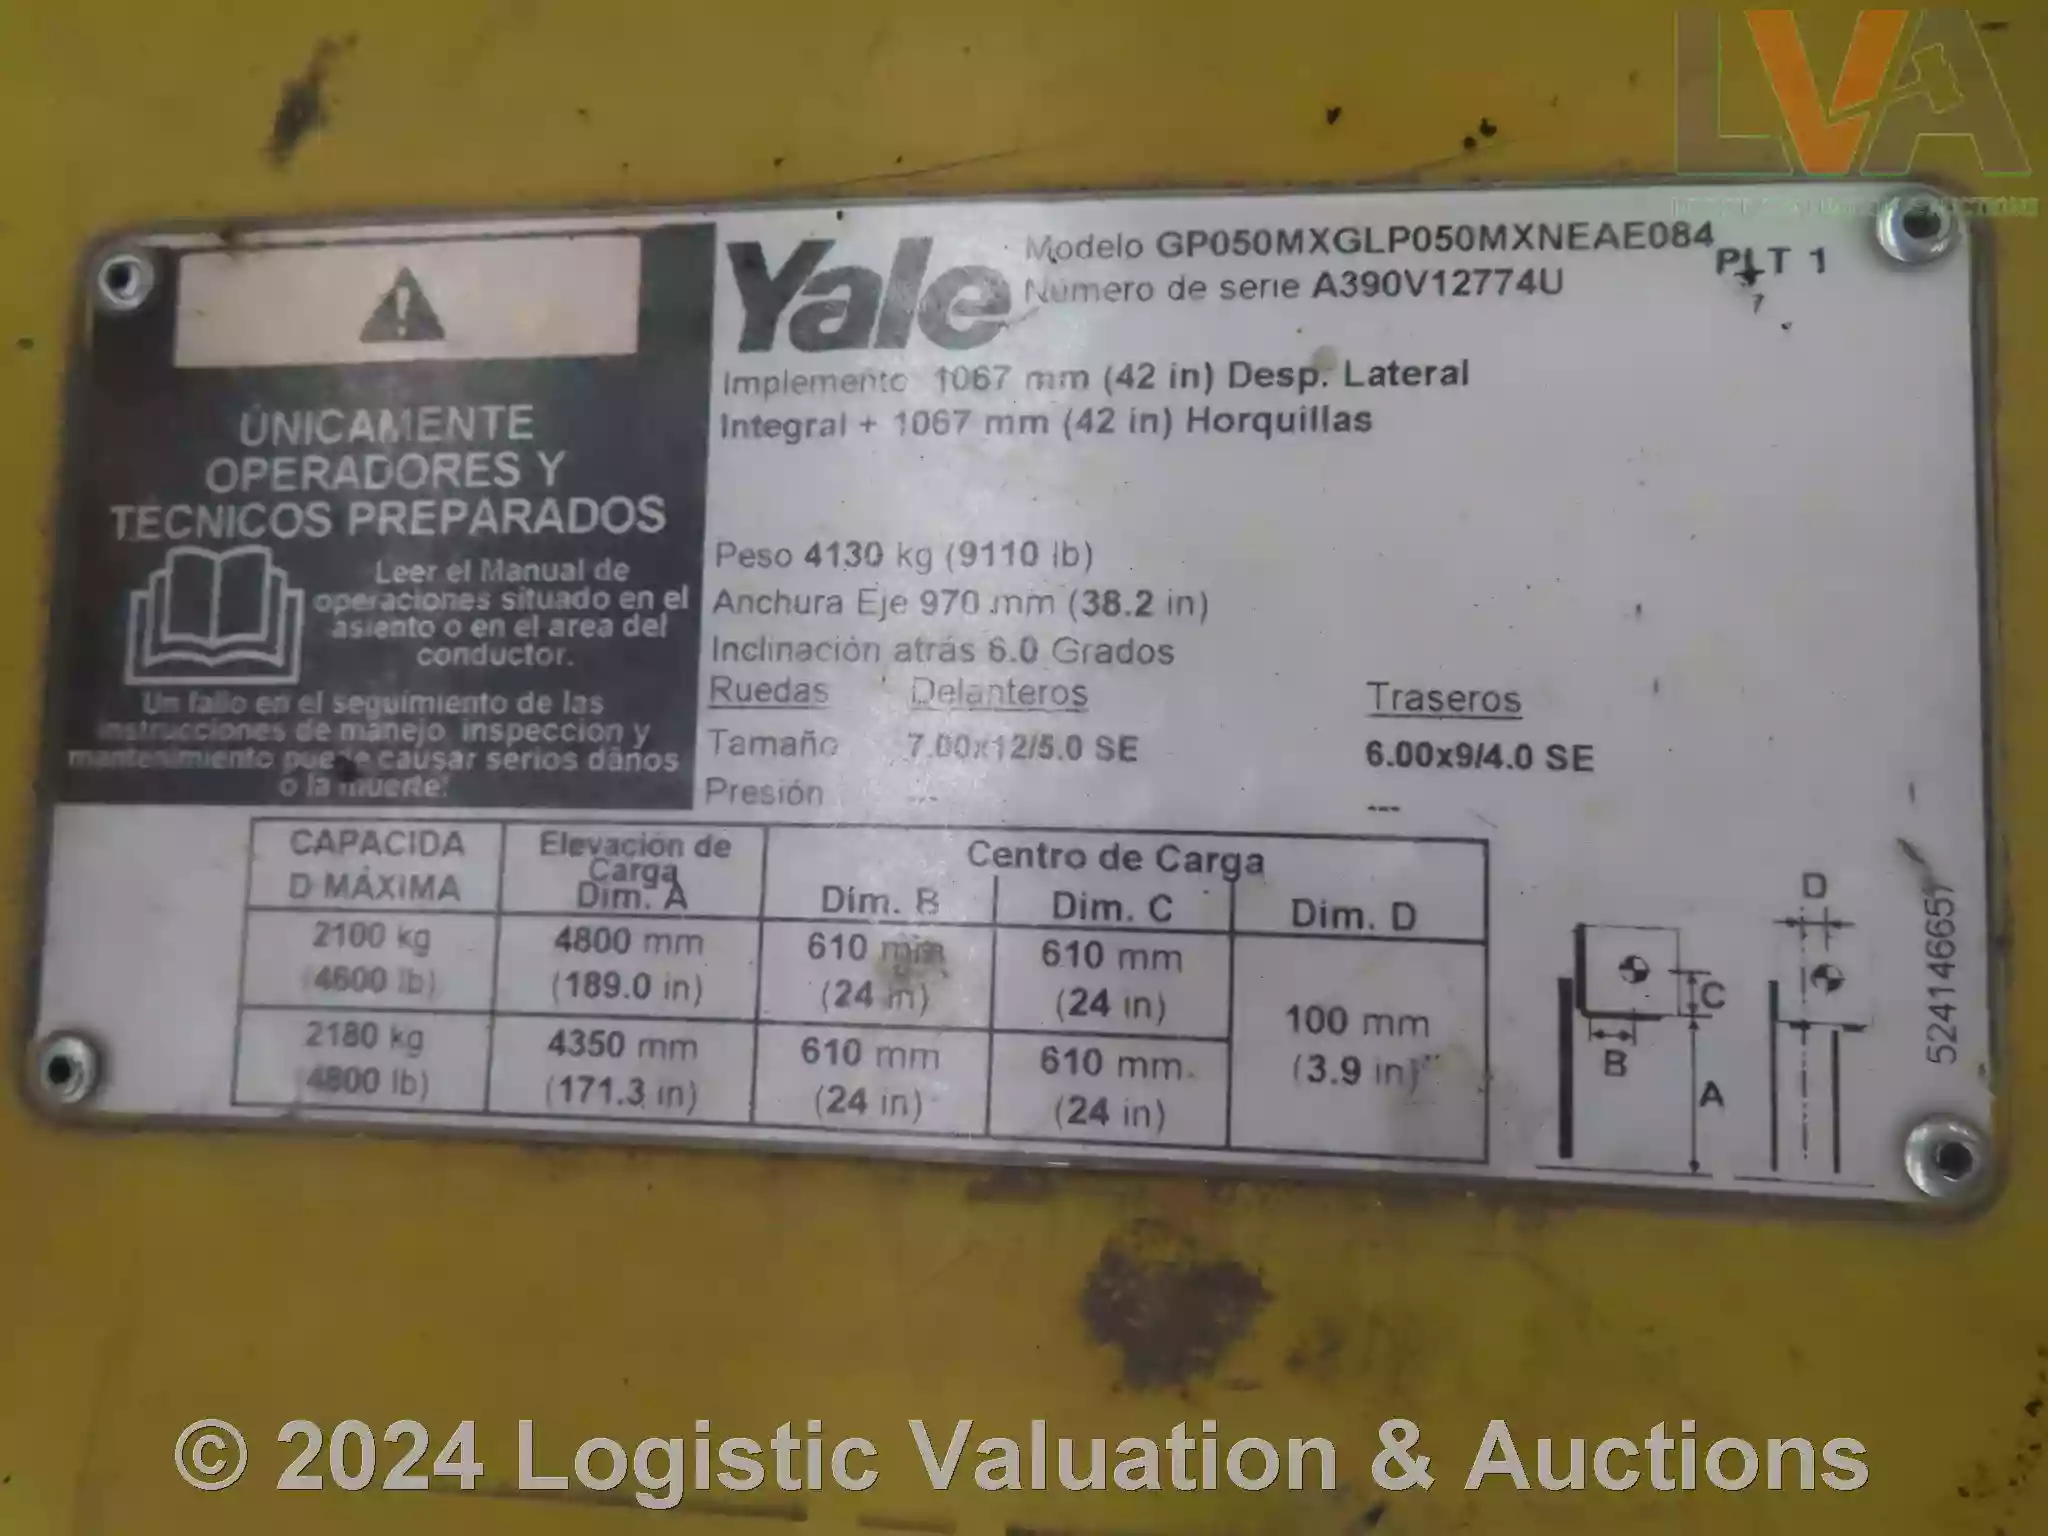 LVA
ÚNICAMENTE
OPERADORES Y
TÉCNICOS PREPARADOS
Leer el Manual de
operaciones situado en el
asiento o en el area del
conductor.
Un fallo en el seguimiento de las
instrucciones de manejo, inspeccion y
mantenimiento puede causar serios daños
o la muerte.
Yale
Modelo GP050MXGLP050MXNEAE084
PLT 1
Número de serie A390V12774U
Implemento 1067 mm (42 in) Desp. Lateral
Integral + 1067 mm (42 in) Horquillas
Peso 4130 kg (9110 lb)
Anchura Eje 970 mm (38.2 in)
Inclinación atrás 6.0 Grados
Ruedas Delanteros Traseros
Tamaño 7.00x12/5.0 SE 6.00x9/4.0 SE
Presión --- ---
CAPACIDA
D MÁXIMA
Elevación de
Carga
Dim. A
Centro de Carga
Dim. B Dim. C Dim. D
2100 kg 4800 mm 610 mm 610 mm
(4600 lb) (189.0 in) (24 in) (24 in)
100 mm
(3.9 in)
2180 kg 4350 mm 610 mm 610 mm
(4800 lb) (171.3 in) (24 in) (24 in)
D
C
B
A
© 2024 Logistic Valuation & Auctions